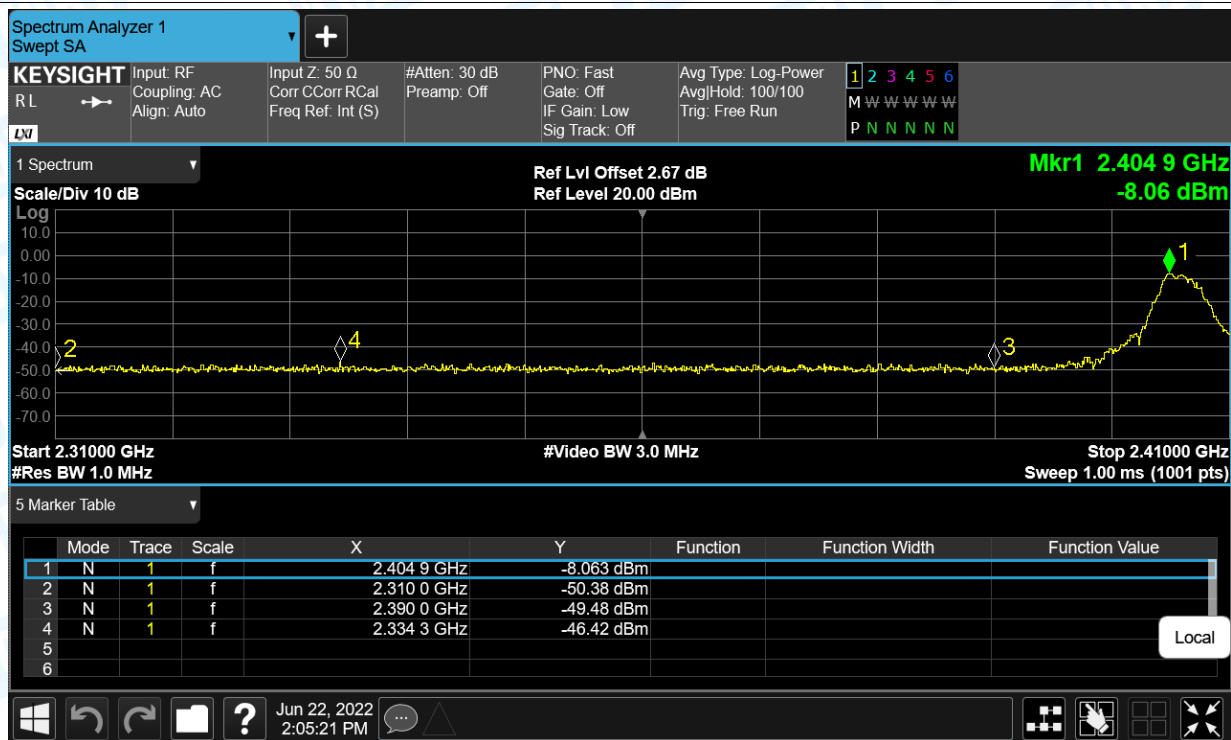 Spectrum Analyzer 1
Swept SA
+
KEYSIGHT Input: RF Input Z: 50 Ω #Atten: 30 dB PNO: Fast Avg Type: Log-Power 1 2 3 4 5 6
R L Coupling: AC Corr CCorr RCal Preamp: Off Gate: Off Avg|Hold: 100/100 M W W W W W W
Align: Auto Freq Ref: Int (S) IF Gain: Low Trig: Free Run
LXI Sig Track: Off P N N N N N N
1 Spectrum Ref Lvl Offset 2.67 dB Mkr1 2.404 9 GHz
Scale/Div 10 dB Ref Level 20.00 dBm -8.06 dBm
Log
10.0
0.00 1
-10.0
-20.0
-30.0
-40.0 2 4 3
-50.0
-60.0
-70.0
Start 2.31000 GHz #Video BW 3.0 MHz Stop 2.41000 GHz
#Res BW 1.0 MHz Sweep 1.00 ms (1001 pts)
5 Marker Table
Mode Trace Scale X Y Function Function Width Function Value
1 N 1 f 2.404 9 GHz -8.063 dBm
2 N 1 f 2.310 0 GHz -50.38 dBm
3 N 1 f 2.390 0 GHz -49.48 dBm
4 N 1 f 2.334 3 GHz -46.42 dBm
5
6
Local
? Jun 22, 2022
2:05:21 PM